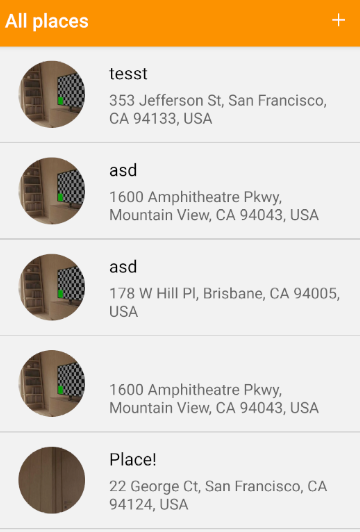 All places +
tesst
353 Jefferson St, San Francisco,
CA 94133, USA
asd
1600 Amphitheatre Pkwy,
Mountain View, CA 94043, USA
asd
178 W Hill Pl, Brisbane, CA 94005,
USA
1600 Amphitheatre Pkwy,
Mountain View, CA 94043, USA
Place!
22 George Ct, San Francisco, CA
94124, USA